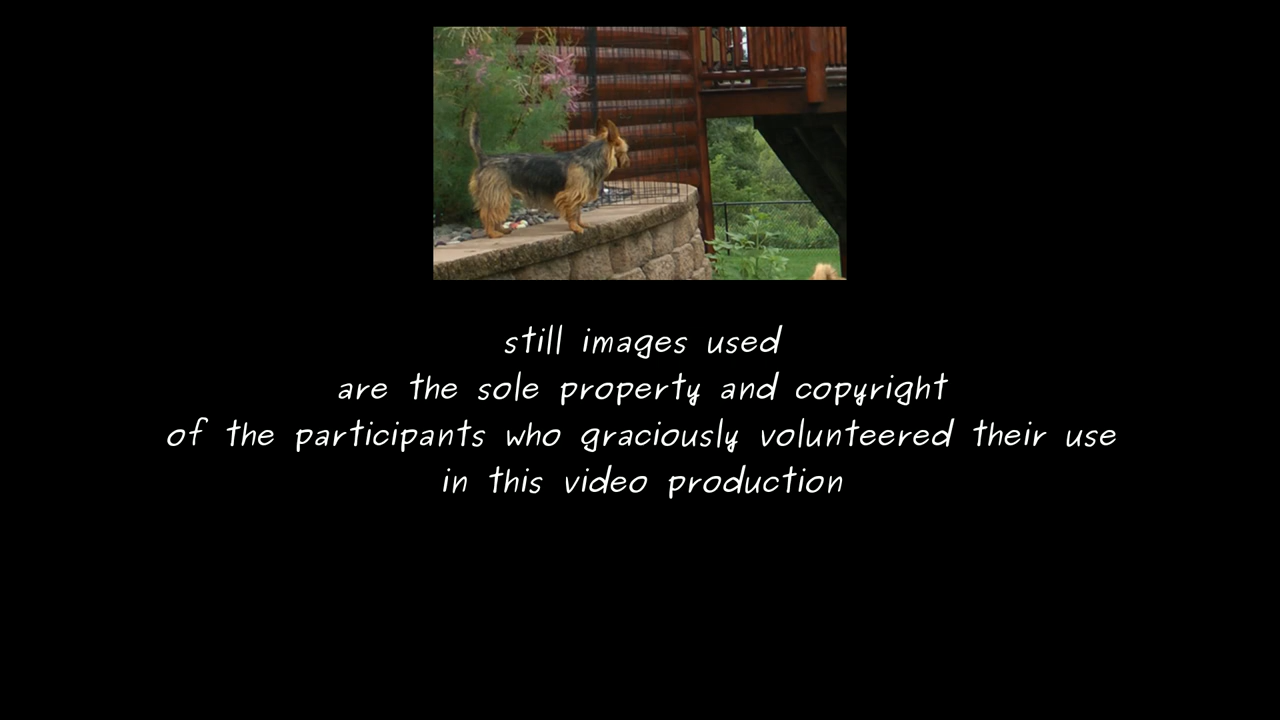 still images used
are the sole property and copyright
of the participants who graciously volunteered their use
in this video production